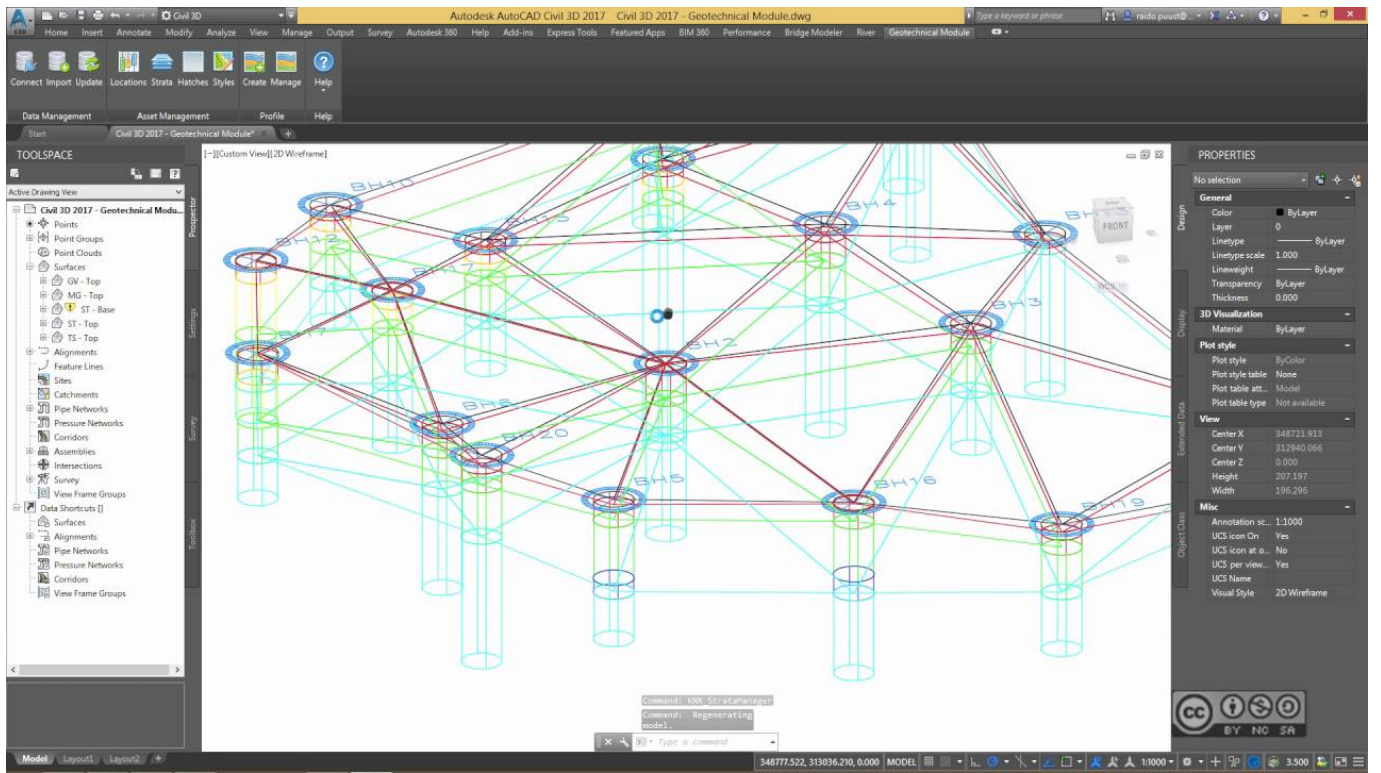 Civil 3D
Autodesk AutoCAD Civil 3D 2017 Civil 3D 2017 - Geotechnical Module.dwg
Type a keyword or phrase
raido.puust@...
Home Insert Annotate Modify Analyze View Manage Output Survey Autodesk 360 Help Add-ins Express Tools Featured Apps BIM 360 Performance Bridge Modeler River Geotechnical Module
Connect Import Update Locations Strata Hatches Styles Create Manage Help
Data Management Asset Management Profile Help
Start Civil 3D 2017 - Geotechnical Module*
TOOLSPACE
Active Drawing View
Civil 3D 2017 - Geotechnical Modu...
Points
Point Groups
Point Clouds
Surfaces
GV - Top
MG - Top
ST - Base
ST - Top
TS - Top
Alignments
Feature Lines
Sites
Catchments
Pipe Networks
Pressure Networks
Corridors
Assemblies
Intersections
Survey
View Frame Groups
Data Shortcuts []
Surfaces
Alignments
Pipe Networks
Pressure Networks
Corridors
View Frame Groups
Prospector
Settings
Survey
Toolbox
[-][Custom View][2D Wireframe]
BH10
BH4
BH12
BH17
BH3
BH2
BH8
BH20
BH5
BH16
BH19
FRONT
WCS
Command: KNX_StrataManager
Command: Regenerating
model.
Type a command
PROPERTIES
No selection
Design
Display
Extended Data
Object Class
General
Color ByLayer
Layer 0
Linetype ByLayer
Linetype scale 1.000
Lineweight ByLayer
Transparency ByLayer
Thickness 0.000
3D Visualization
Material ByLayer
Plot style
Plot style ByColor
Plot style table None
Plot table att... Model
Plot table type Not available
View
Center X 348721.913
Center Y 312940.066
Center Z 0.000
Height 207.197
Width 196.296
Misc
Annotation sc... 1:1000
UCS icon On Yes
UCS icon at o... No
UCS per view... Yes
UCS Name
Visual Style 2D Wireframe
cc
BY NC SA
Model Layout1 Layout2 +
348777.522, 313036.210, 0.000 MODEL 1:1000 3.500